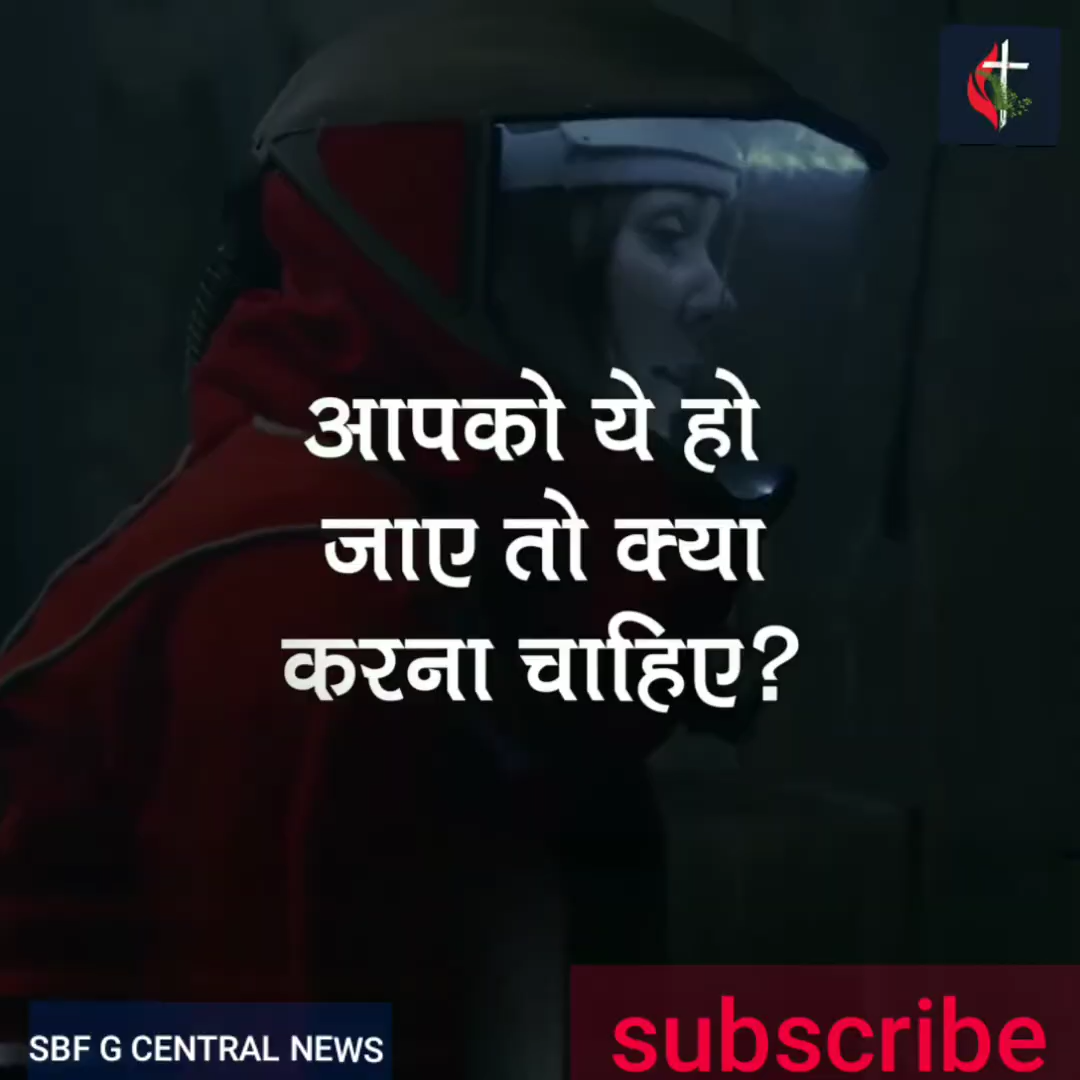 आपको ये हो
जाए तो क्या
करना चाहिए?
SBF G CENTRAL NEWS
subscribe